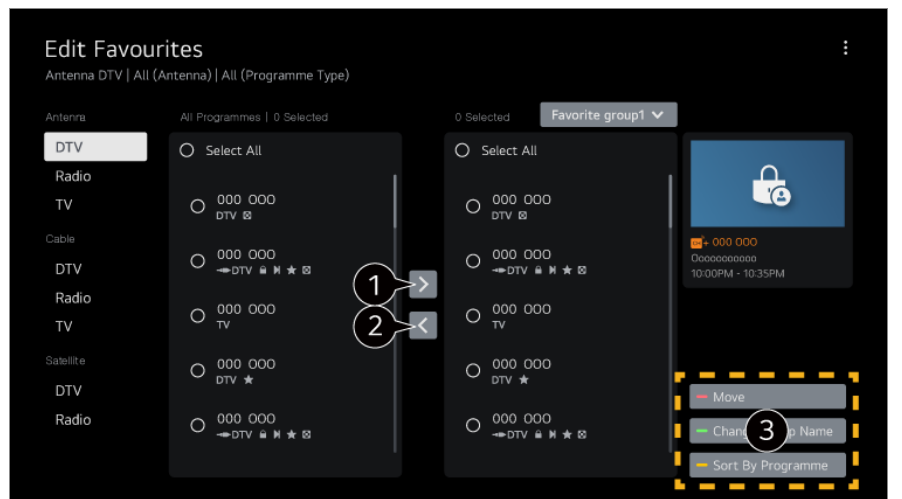 Edit Favourites
Antenna DTV | All (Antenna) | All (Programme Type)
Antenna
DTV
Radio
TV
Cable
DTV
Radio
TV
Satellite
DTV
Radio
All Programmes | 0 Selected
Select All
000 000
DTV
000 000
DTV
000 000
TV
000 000
DTV
000 000
DTV
1
2
0 Selected
Favorite group1
Select All
000 000
DTV
000 000
DTV
000 000
TV
000 000
DTV
000 000
DTV
000 000
Ooooooooooo
10:00PM - 10:35PM
Move
3
Name
Sort By Programme